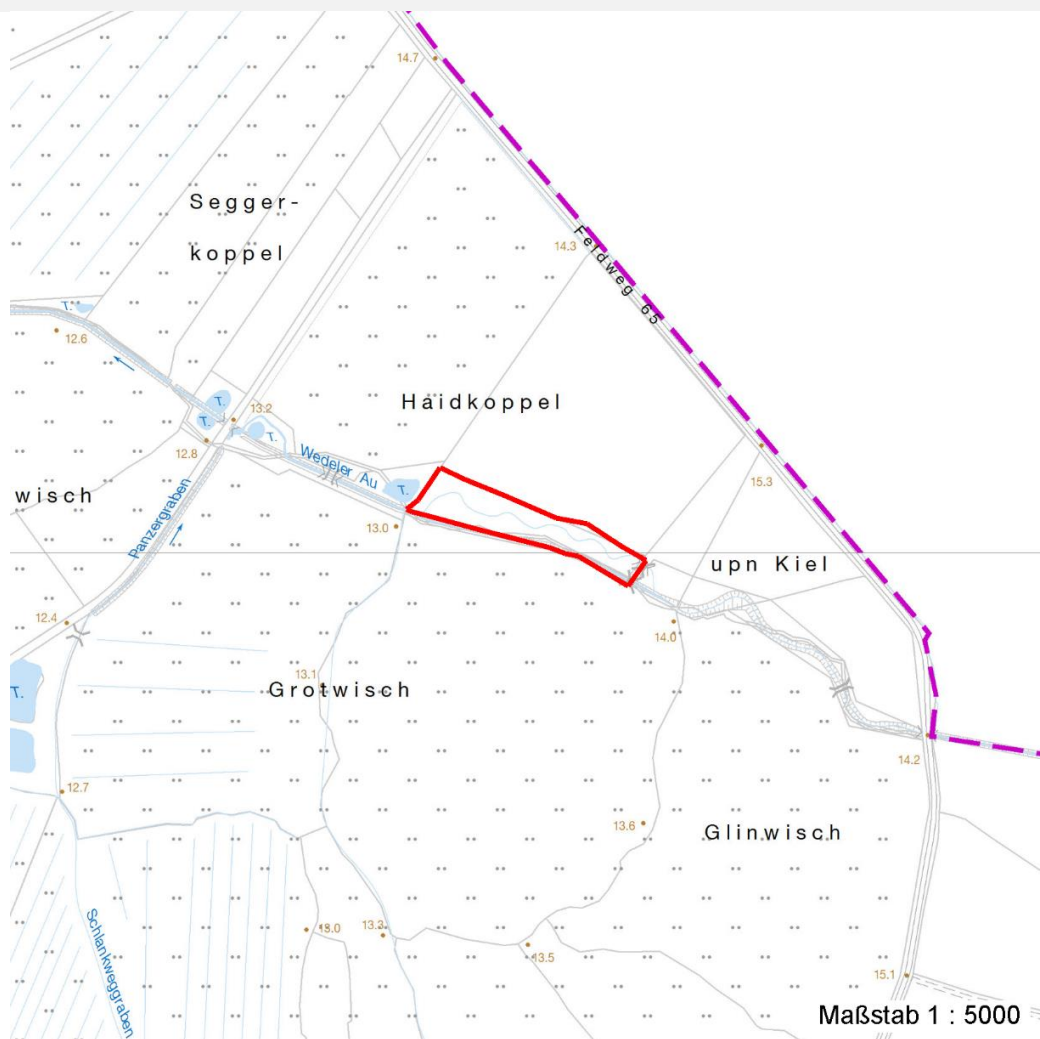 14.7
Segger-
koppel
14.3
Feldweg 65
T.
12.6
Haidkoppel
T.
13.2
T.
T.
12.8
Wedeler Au
15.3
T.
wisch
Panzergraben
13.0
upn Kiel
12.4
14.0
13.1
Grotwisch
T.
14.2
12.7
13.6
Glinwisch
Schlankweggraben
13.3
13.5
15.1
Maßstab 1 : 5000